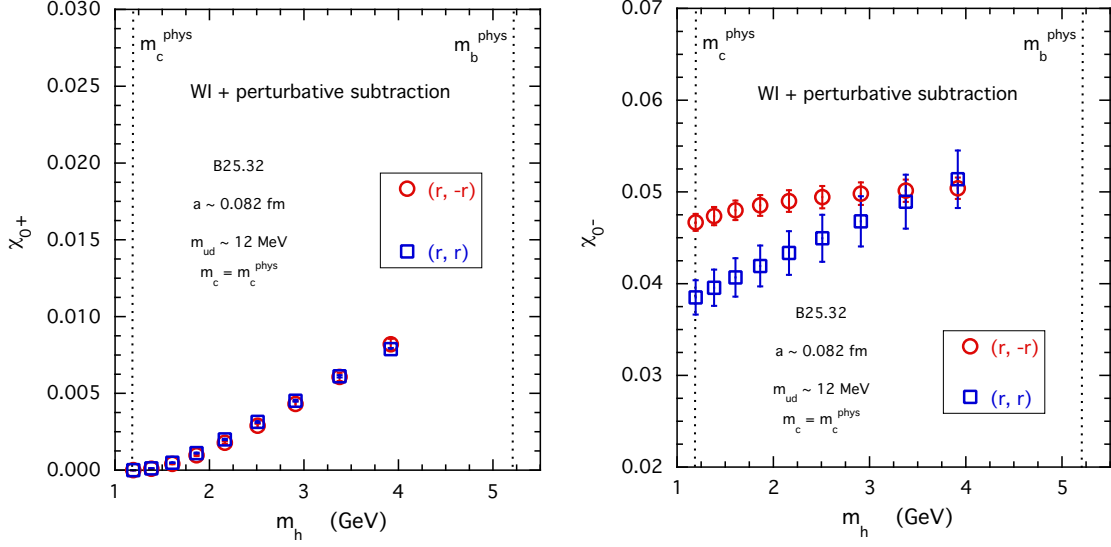 0.030
0.025
0.020
0.015
0.010
0.005
0.000
χ0+
m_c^phys
m_b^phys
WI + perturbative subtraction
B25.32
a ~ 0.082 fm
m_ud ~ 12 MeV
m_c = m_c^phys
(r, -r)
(r, r)
1 2 3 4 5
m_h (GeV)
0.07
0.06
0.05
0.04
0.03
0.02
χ0-
m_c^phys
m_b^phys
WI + perturbative subtraction
B25.32
a ~ 0.082 fm
m_ud ~ 12 MeV
m_c = m_c^phys
(r, -r)
(r, r)
1 2 3 4 5
m_h (GeV)